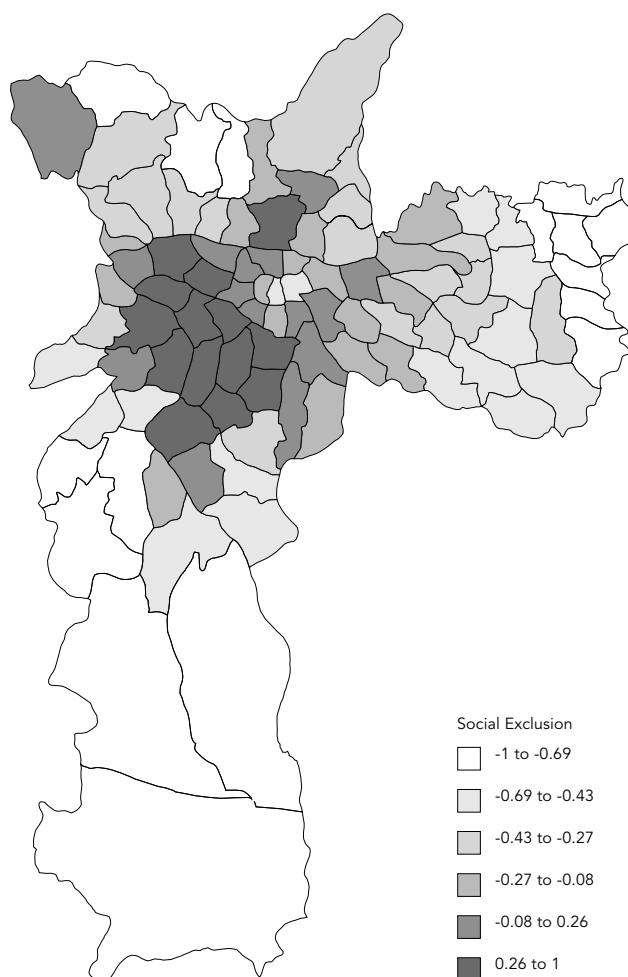 Social Exclusion
-1 to -0.69
-0.69 to -0.43
-0.43 to -0.27
-0.27 to -0.08
-0.08 to 0.26
0.26 to 1